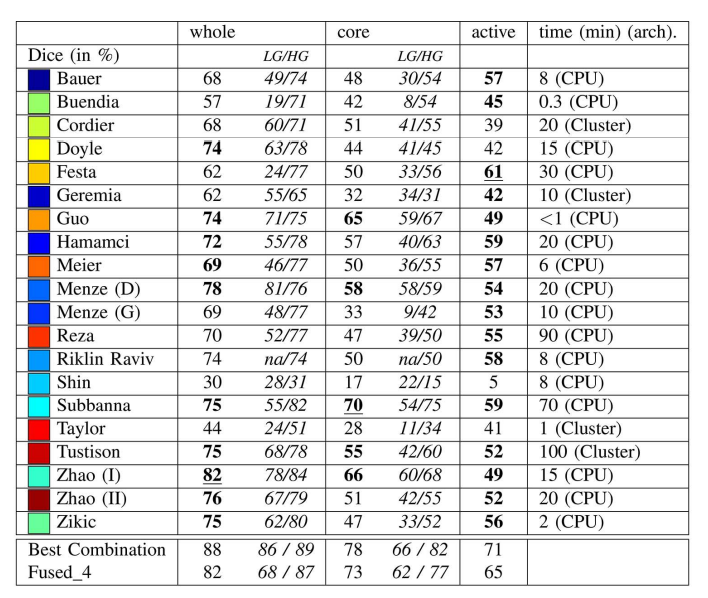 whole core active time (min) (arch).
Dice (in %) LG/HG LG/HG
Bauer 68 49/74 48 30/54 57 8 (CPU)
Buendia 57 19/71 42 8/54 45 0.3 (CPU)
Cordier 68 60/71 51 41/55 39 20 (Cluster)
Doyle 74 63/78 44 41/45 42 15 (CPU)
Festa 62 24/77 50 33/56 61 30 (CPU)
Geremia 62 55/65 32 34/31 42 10 (Cluster)
Guo 74 71/75 65 59/67 49 <1 (CPU)
Hamamci 72 55/78 57 40/63 59 20 (CPU)
Meier 69 46/77 50 36/55 57 6 (CPU)
Menze (D) 78 81/76 58 58/59 54 20 (CPU)
Menze (G) 69 48/77 33 9/42 53 10 (CPU)
Reza 70 52/77 47 39/50 55 90 (CPU)
Riklin Raviv 74 na/74 50 na/50 58 8 (CPU)
Shin 30 28/31 17 22/15 5 8 (CPU)
Subbanna 75 55/82 70 54/75 59 70 (CPU)
Taylor 44 24/51 28 11/34 41 1 (Cluster)
Tustison 75 68/78 55 42/60 52 100 (Cluster)
Zhao (I) 82 78/84 66 60/68 49 15 (CPU)
Zhao (II) 76 67/79 51 42/55 52 20 (CPU)
Zikic 75 62/80 47 33/52 56 2 (CPU)
Best Combination 88 86 / 89 78 66 / 82 71
Fused_4 82 68 / 87 73 62 / 77 65